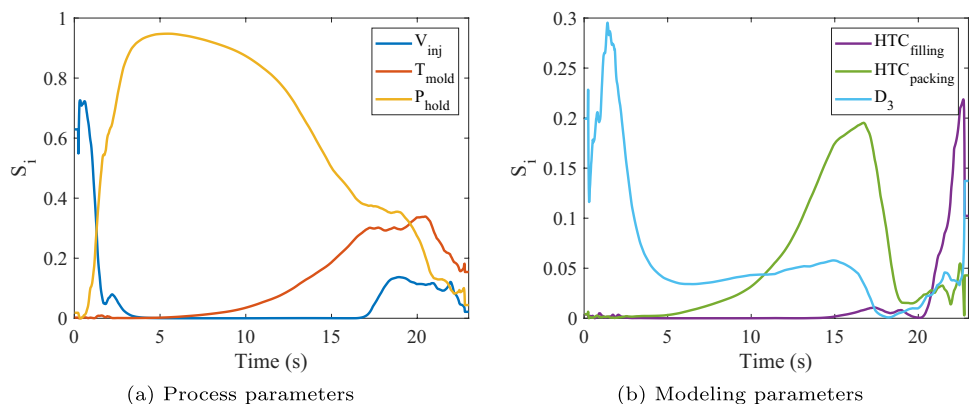 1
0.8
0.6
0.4
0.2
0
0 5 10 15 20
S_i
Time (s)
V_inj
T_mold
P_hold
(a) Process parameters
0.3
0.25
0.2
0.15
0.1
0.05
0
0 5 10 15 20
S_i
Time (s)
HTC_filling
HTC_packing
D_3
(b) Modeling parameters